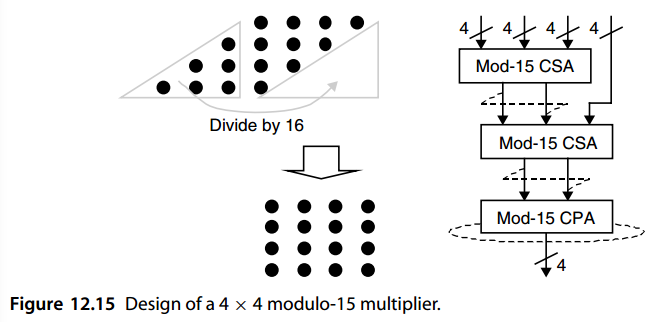 4 4 4 4
Mod-15 CSA
Divide by 16
Mod-15 CSA
Mod-15 CPA
4
Figure 12.15 Design of a 4 × 4 modulo-15 multiplier.